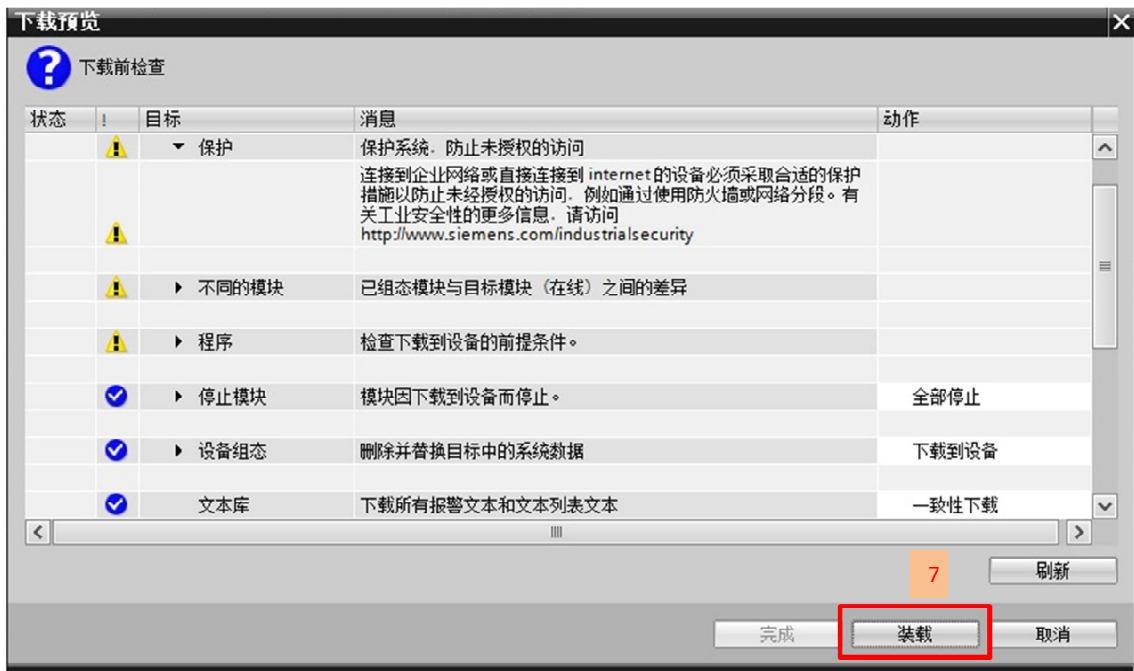 下载预览
下载前检查
状态 ! 目标 消息 动作
保护 保护系统，防止未授权的访问
连接到企业网络或直接连接到 internet 的设备必须采取合适的保护
措施以防止未经授权的访问，例如通过使用防火墙或网络分段。有
关工业安全性的更多信息，请访问
http://www.siemens.com/industrialsecurity
不同的模块 已组态模块与目标模块（在线）之间的差异
程序 检查下载到设备的前提条件。
停止模块 模块因下载到设备而停止。 全部停止
设备组态 删除并替换目标中的系统数据 下载到设备
文本库 下载所有报警文本和文本列表文本 一致性下载
7
刷新
完成 装载 取消